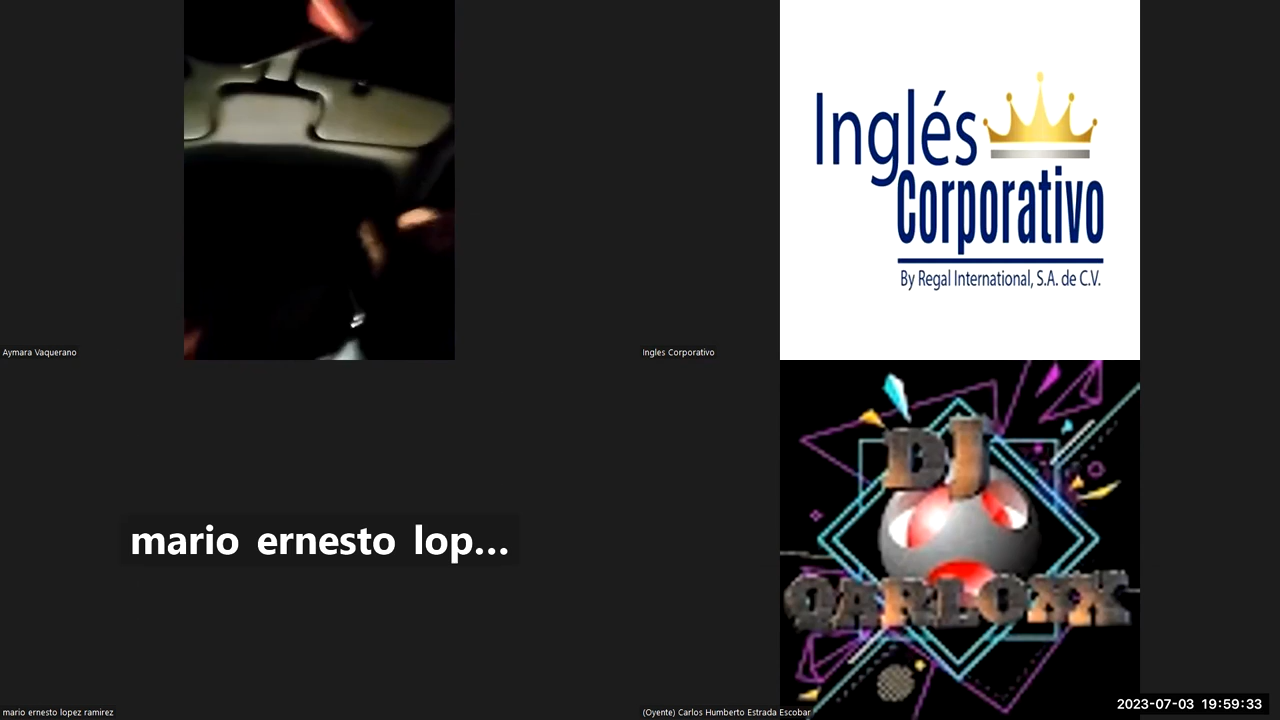 Inglés
Corporativo
By Regal International, S.A. de C.V.
Aymara Vaquerano
Ingles Corporativo
DJ
QARLOXX
mario ernesto lop...
mario ernesto lopez ramirez
(Oyente) Carlos Humberto Estrada Escobar
2023-07-03 19:59:33